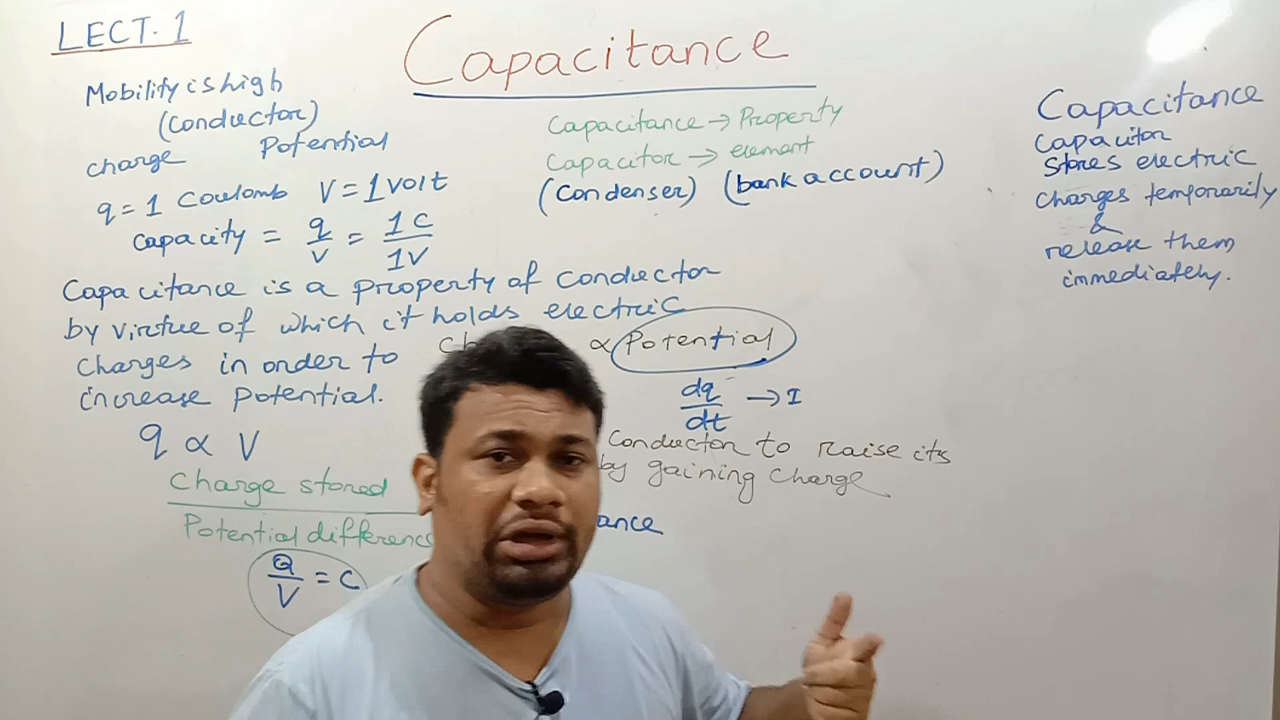 LECT. 1
Capacitance
Mobility is high
(conductor)
charge Potential
q = 1 Coulomb V = 1 volt
capacity = q/v = 1C/1V
Capacitance → Property
Capacitor → element
(Condenser) (bank account)
Capacitance is a property of conductor
by virtue of which it holds electric
charges in order to
increase potential.
∝ Potential
dq/dt → I
q ∝ V
Conductor to raise its
by gaining charge
Charge stored
Potential differenc
ance
Q/V = C
Capacitance
capacitor
stores electric
charges temporarily
&
release them
immediately.